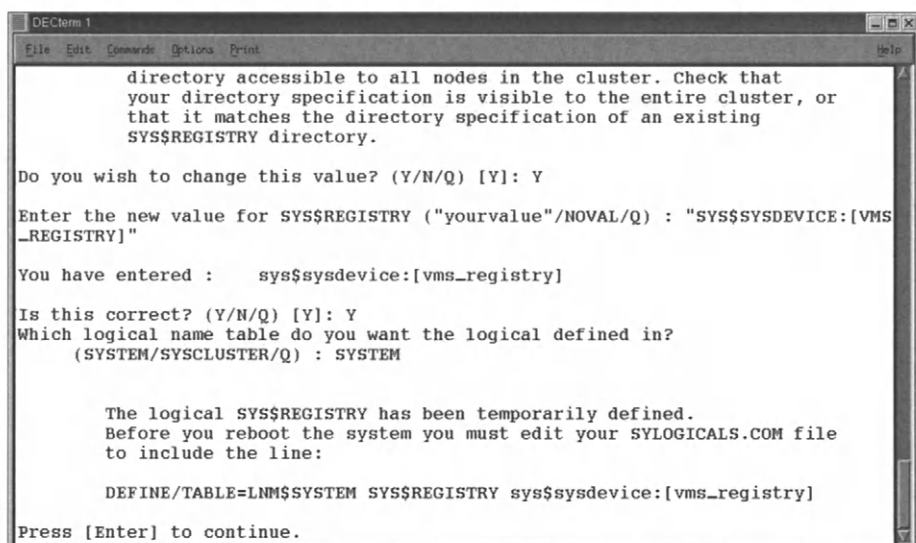 DECterm 1
File Edit Commands Options Print Help
directory accessible to all nodes in the cluster. Check that
your directory specification is visible to the entire cluster, or
that it matches the directory specification of an existing
SYS$REGISTRY directory.
Do you wish to change this value? (Y/N/Q) [Y]: Y
Enter the new value for SYS$REGISTRY ("yourvalue"/NOVAL/Q) : "SYS$SYSDEVICE:[VMS
_REGISTRY]"
You have entered : sys$sysdevice:[vms_registry]
Is this correct? (Y/N/Q) [Y]: Y
Which logical name table do you want the logical defined in?
(SYSTEM/SYSCLUSTER/Q) : SYSTEM
The logical SYS$REGISTRY has been temporarily defined.
Before you reboot the system you must edit your SYLOGICALS.COM file
to include the line:
DEFINE/TABLE=LNM$SYSTEM SYS$REGISTRY sys$sysdevice:[vms_registry]
Press [Enter] to continue.